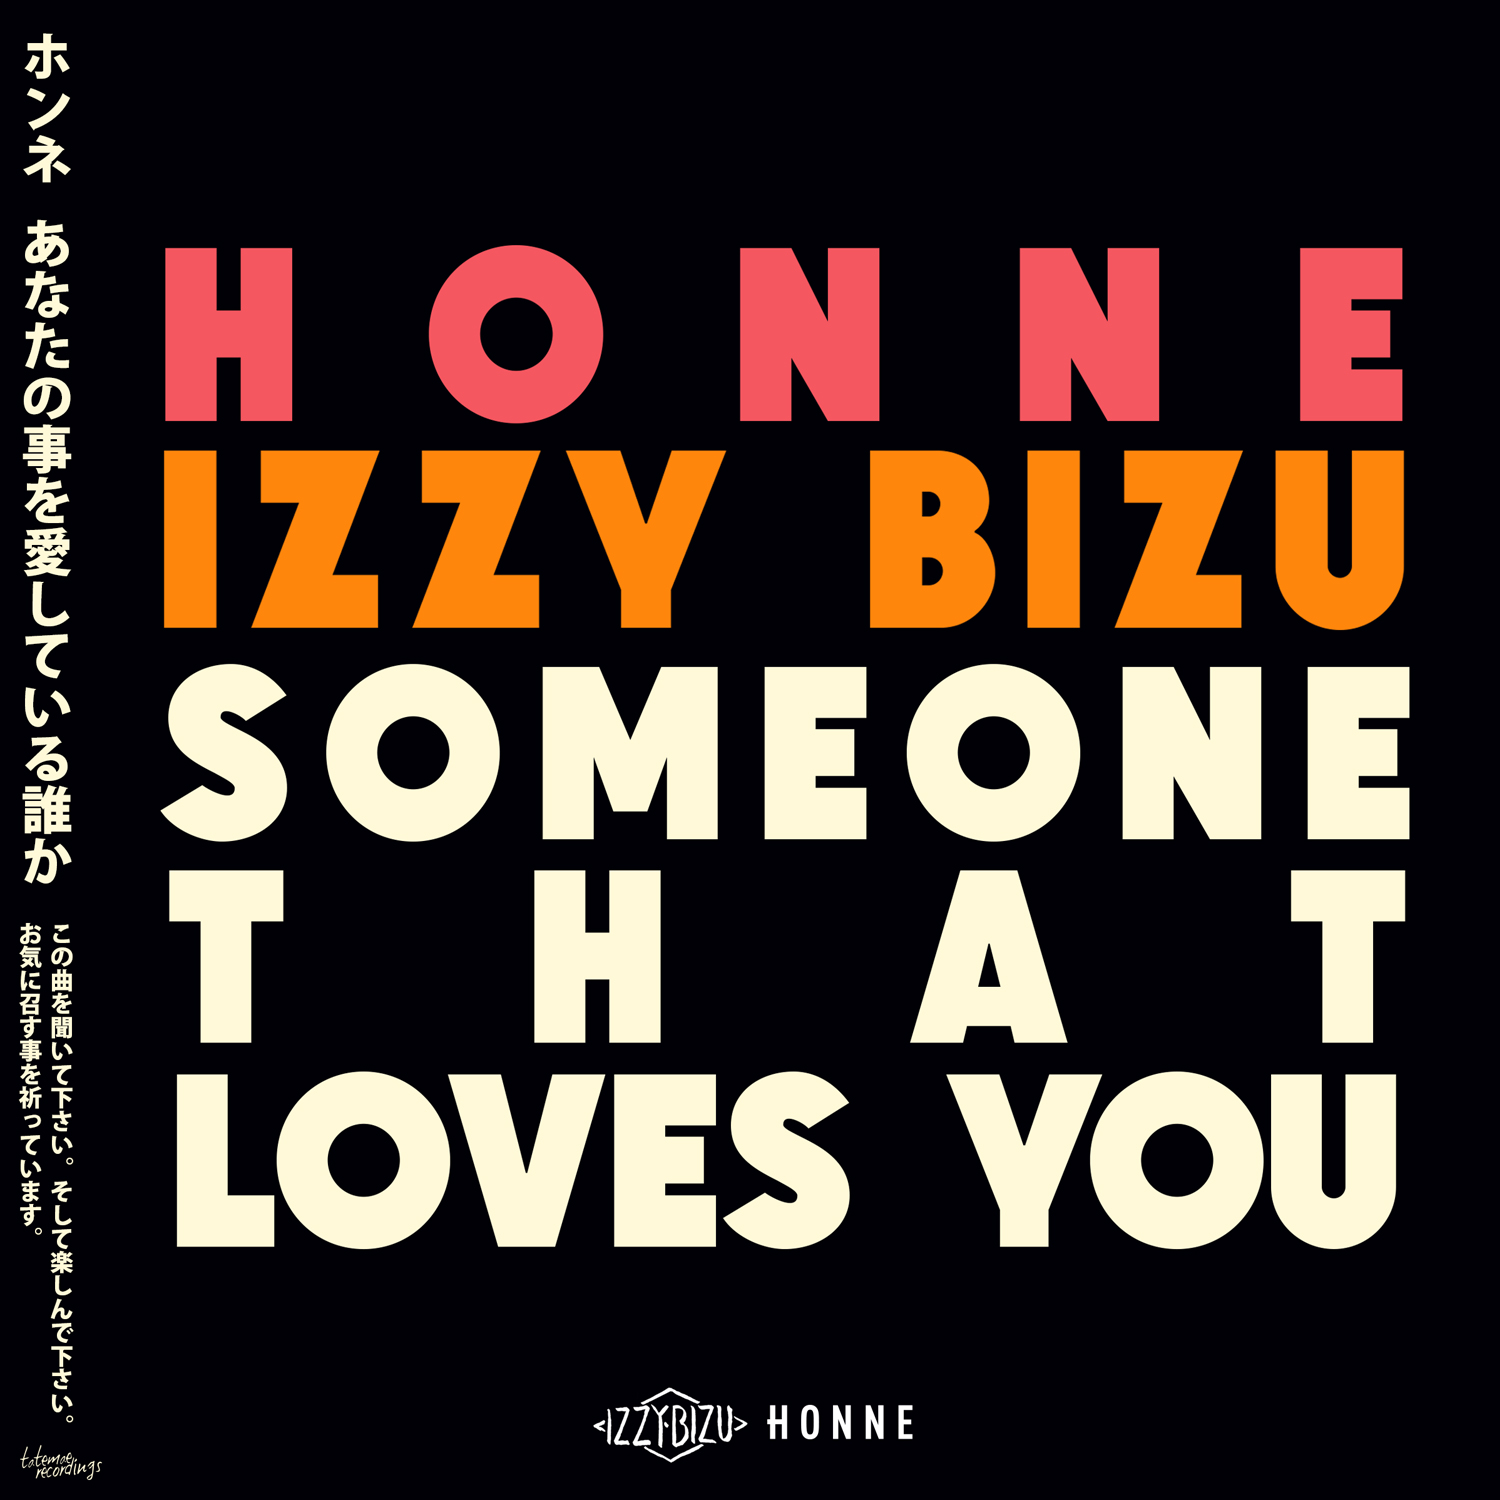 HONNE
IZZY BIZU
SOMEONE
THAT
LOVES YOU
ホンネ あなたの事を愛している誰か
この曲を聞いて下さい。そして楽しんで下さい。
お気に召す事を祈っています。
tatemae
recordings
IZZY·BIZU HONNE